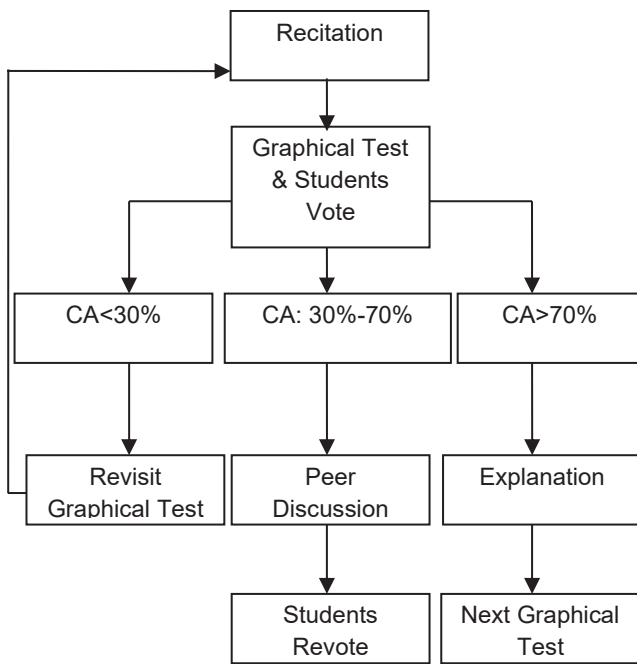 Recitation
Graphical Test
& Students
Vote
CA<30%
CA: 30%-70%
CA>70%
Revisit
Graphical Test
Peer
Discussion
Explanation
Students
Revote
Next Graphical
Test